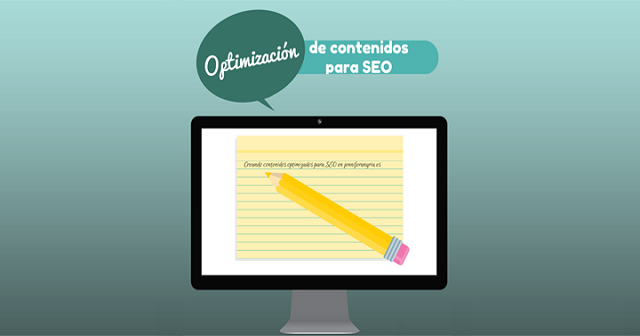 Optimización
de contenidos
para SEO
Creando contenidos optimizados para SEO en